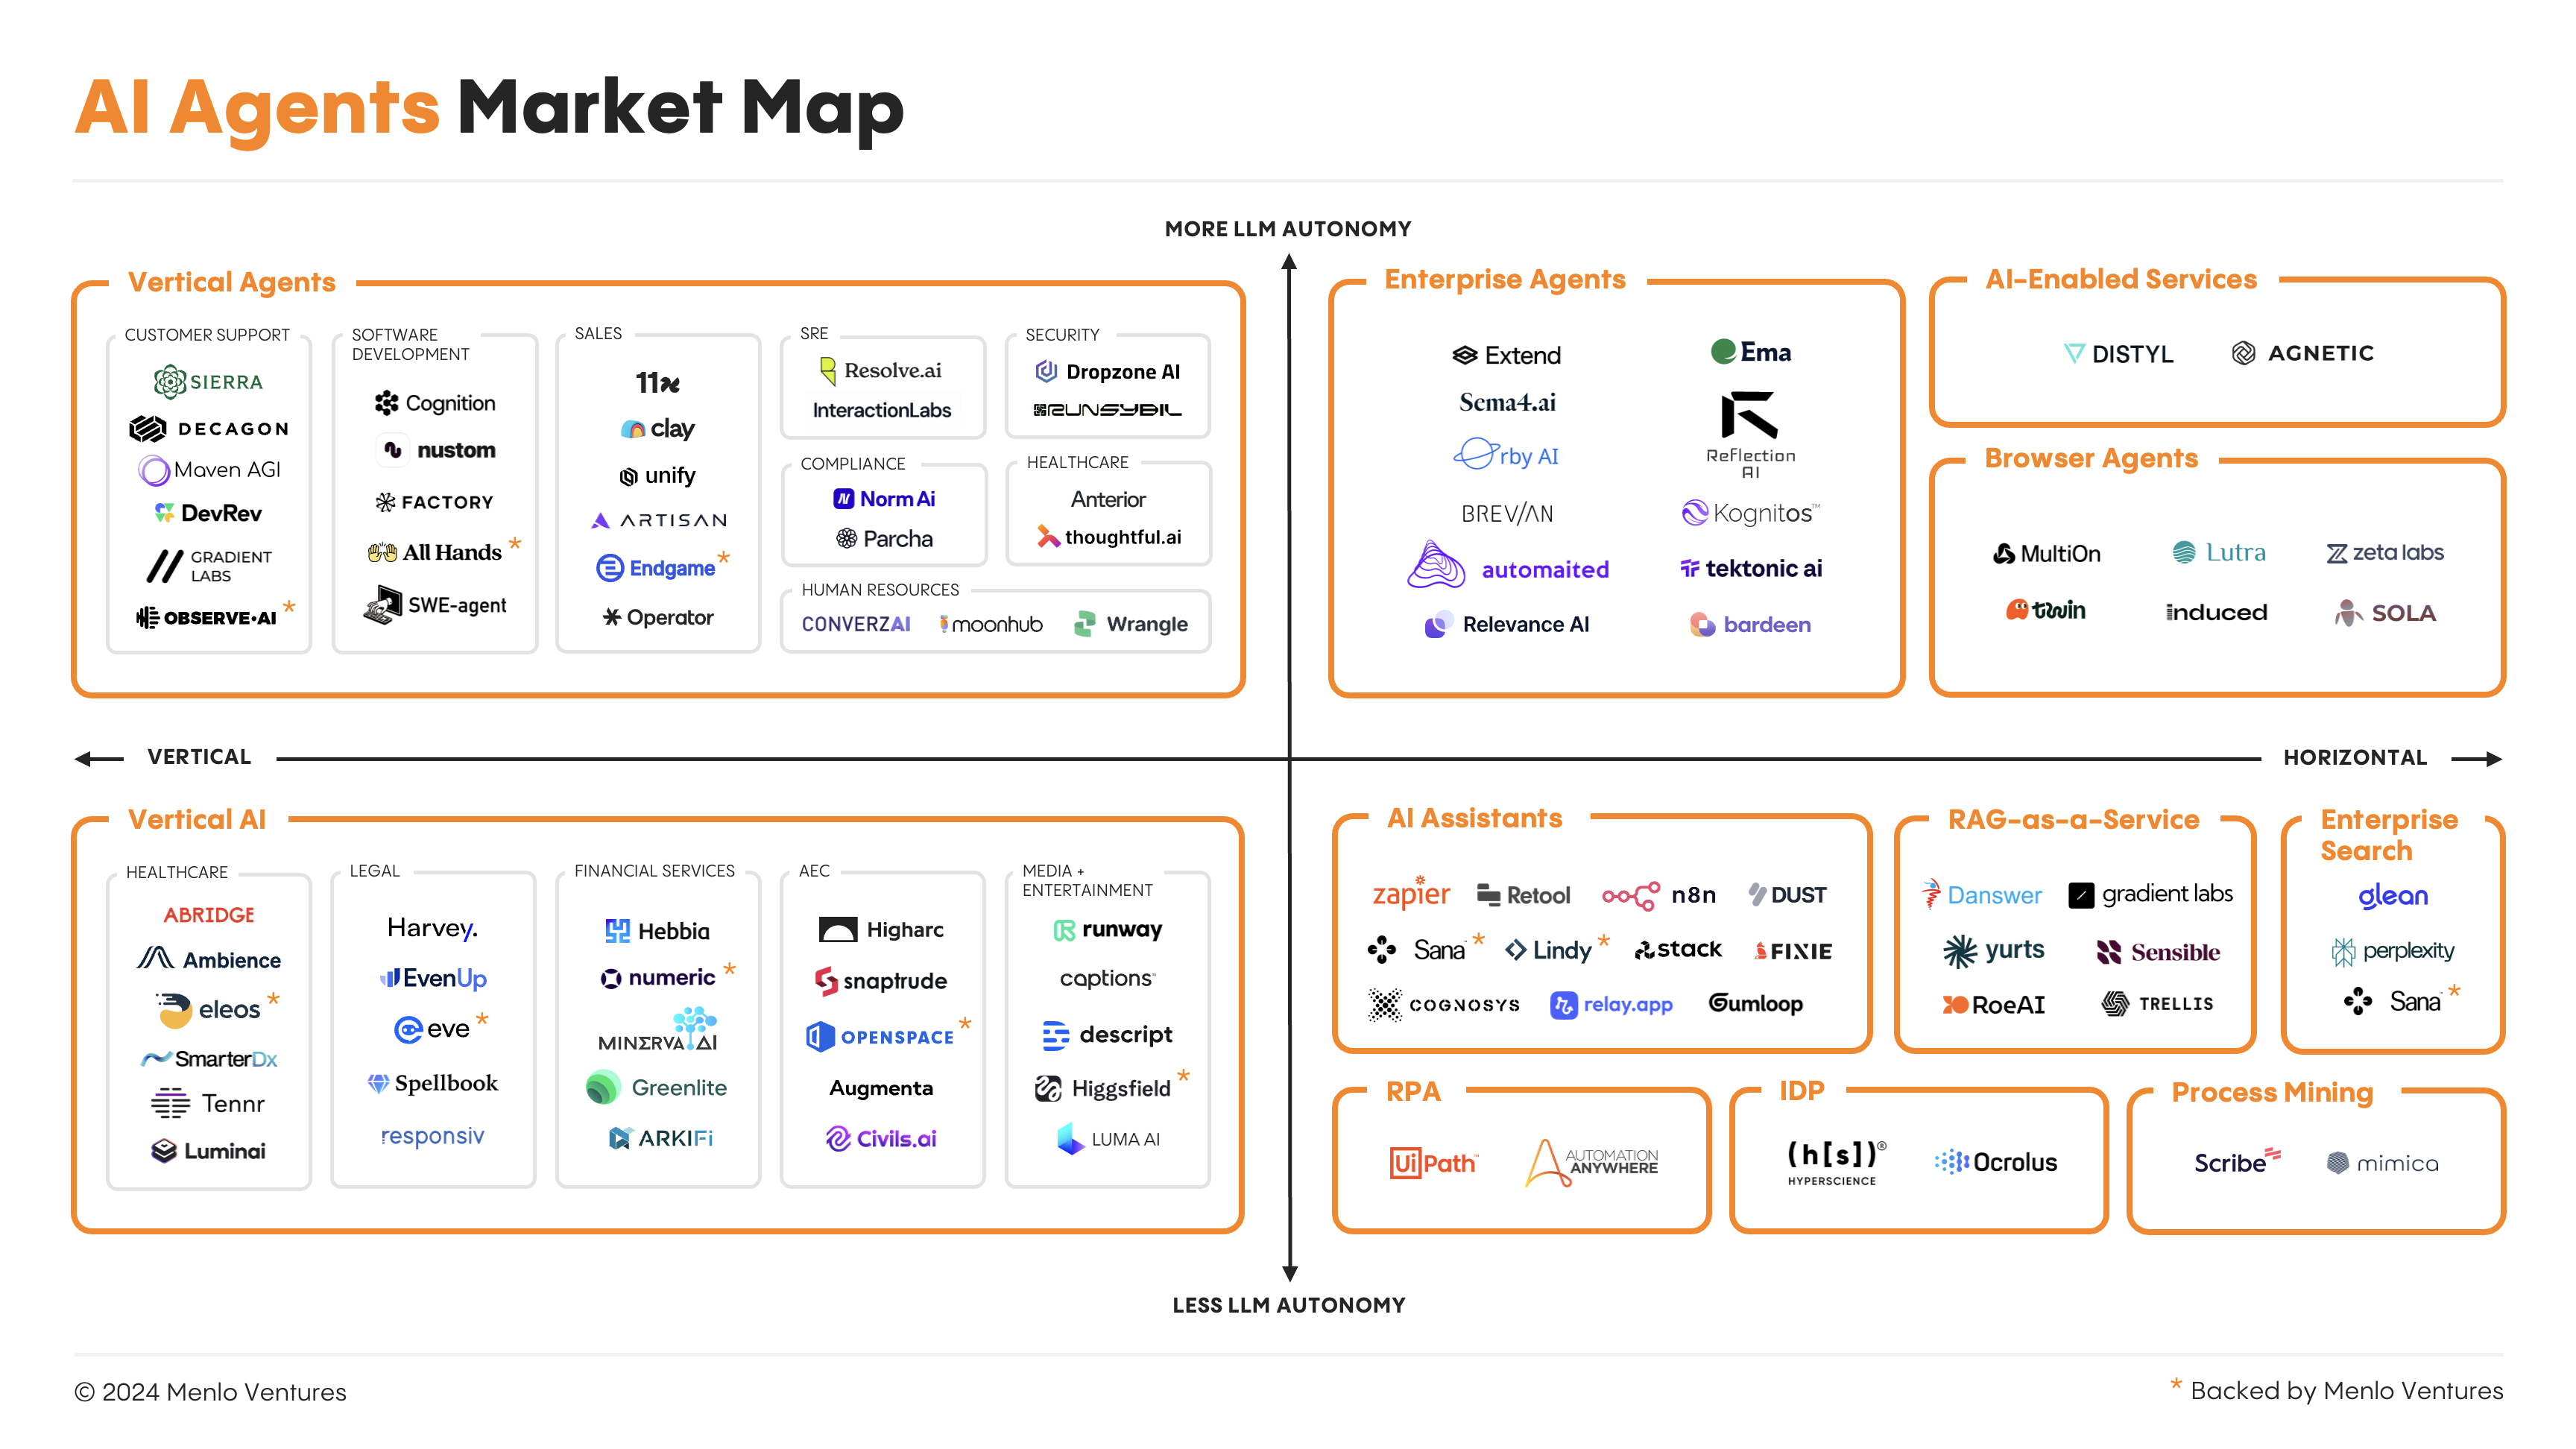 AI Agents Market Map
MORE LLM AUTONOMY
Vertical Agents
CUSTOMER SUPPORT
SIERRA
DECAGON
Maven AGI
DevRev
GRADIENT
LABS
OBSERVE•AI *
SOFTWARE
DEVELOPMENT
Cognition
nustom
FACTORY
All Hands *
SWE-agent
SALES
11x
clay
unify
ARTISAN
Endgame *
Operator
SRE
Resolve.ai
InteractionLabs
SECURITY
Dropzone AI
RUNSYBIL
COMPLIANCE
Norm Ai
Parcha
HEALTHCARE
Anterior
thoughtful.ai
HUMAN RESOURCES
CONVERZAI moonhub Wrangle
Enterprise Agents
Extend Ema
Sema4.ai Reflection
AI
Orby AI
BREVIAN Kognitos™
automaited tektonic ai
Relevance AI bardeen
AI-Enabled Services
DISTYL AGNETIC
Browser Agents
MultiOn Lutra zeta labs
twin induced SOLA
VERTICAL HORIZONTAL
Vertical AI
HEALTHCARE
ABRIDGE
Ambience
eleos *
SmarterDx
Tennr
Luminai
LEGAL
Harvey.
EvenUp
eve *
Spellbook
responsiv
FINANCIAL SERVICES
Hebbia
numeric *
MINERVA AI
Greenlite
ARKIFi
AEC
Higharc
snaptrude
OPENSPACE *
Augmenta
Civils.ai
MEDIA +
ENTERTAINMENT
runway
captions™
descript
Higgsfield *
LUMA AI
AI Assistants
zapier Retool n8n DUST
Sana * Lindy * stack FIXIE
COGNOSYS relay.app Gumloop
RAG-as-a-Service
Danswer gradient labs
yurts Sensible
RoeAI TRELLIS
Enterprise
Search
glean
perplexity
Sana *
RPA
UiPath™ AUTOMATION
ANYWHERE
IDP
(h[s])® Ocrolus
HYPERSCIENCE
Process Mining
Scribe mimica
LESS LLM AUTONOMY
© 2024 Menlo Ventures
* Backed by Menlo Ventures